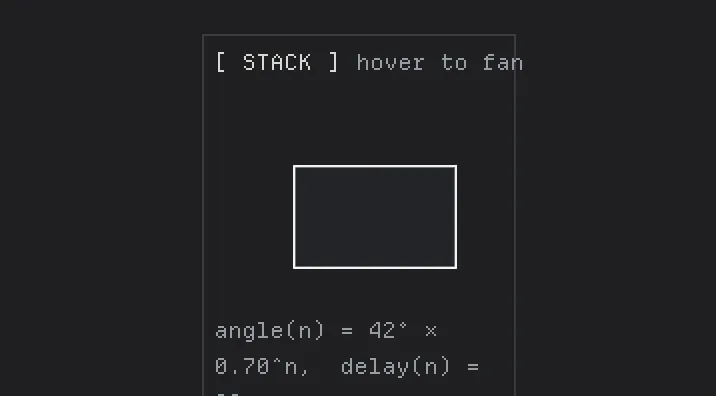 [ STACK ] hover to fan
angle(n) = 42° ×
0.70^n, delay(n) =